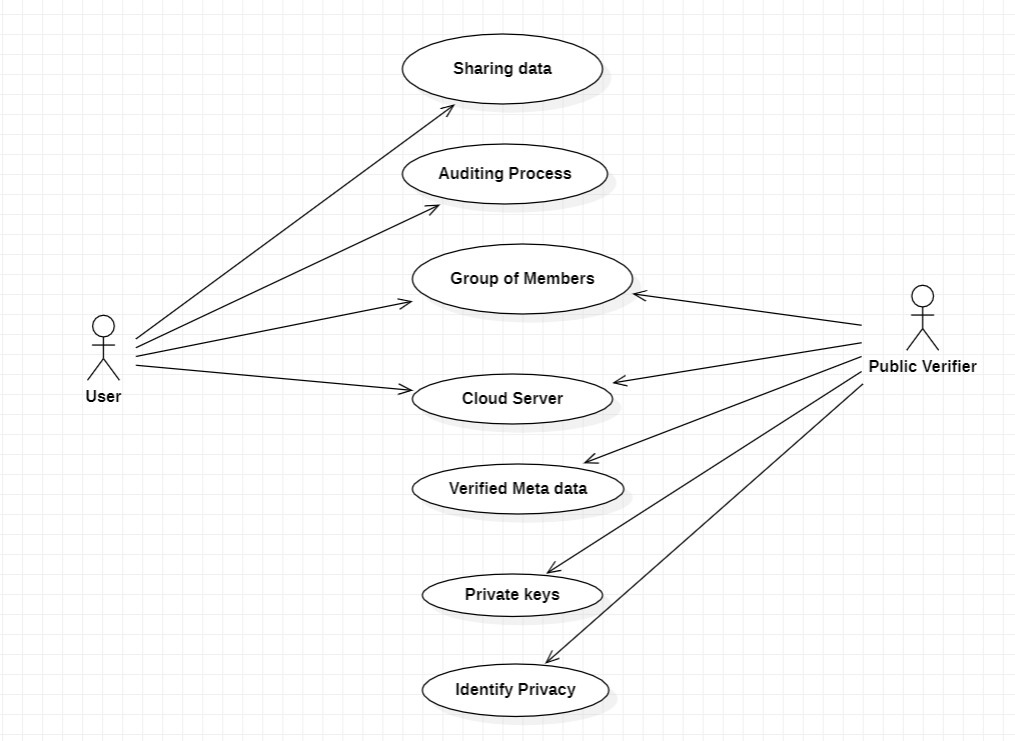 Sharing data
Auditing Process
Group of Members
User
Public Verifier
Cloud Server
Verified Meta data
Private keys
Identify Privacy